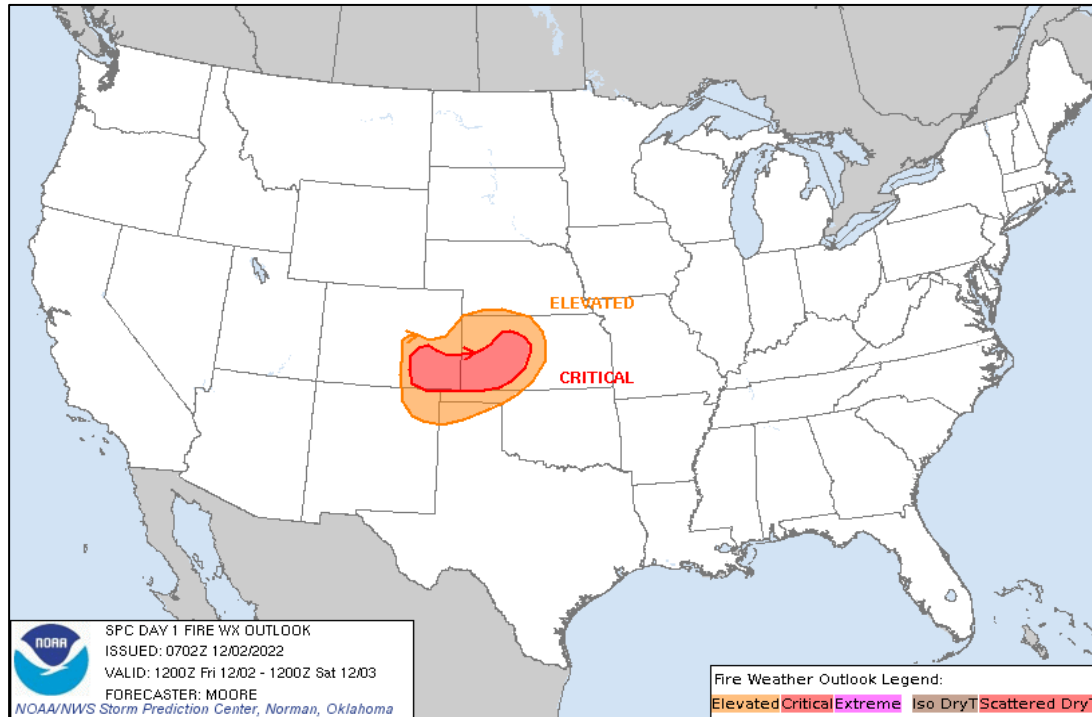 ELEVATED
CRITICAL
NOAA
SPC DAY 1 FIRE WX OUTLOOK
ISSUED: 0702Z 12/02/2022
VALID: 1200Z Fri 12/02 - 1200Z Sat 12/03
FORECASTER: MOORE
NOAA/NWS Storm Prediction Center, Norman, Oklahoma
Fire Weather Outlook Legend:
Elevated Critical Extreme Iso DryT Scattered DryT